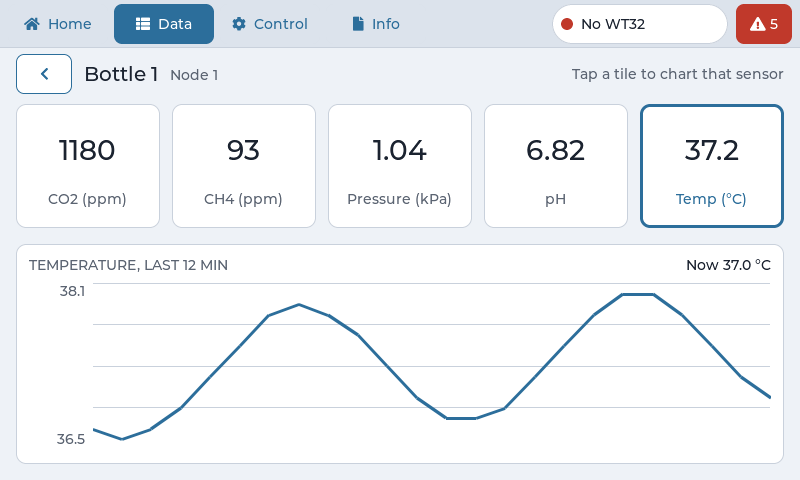 Home Data Control Info No WT32 5
Bottle 1 Node 1 Tap a tile to chart that sensor
1180 93 1.04 6.82 37.2
CO2 (ppm) CH4 (ppm) Pressure (kPa) pH Temp (°C)
TEMPERATURE, LAST 12 MIN Now 37.0 °C
38.1
36.5